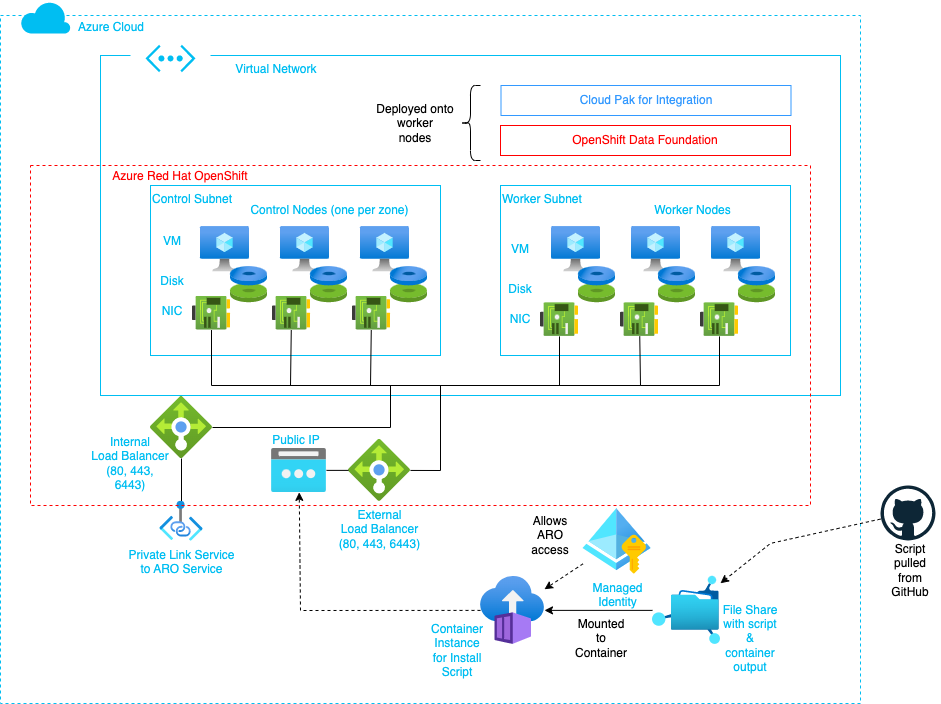 Azure Cloud
Virtual Network
Deployed onto
worker
nodes
Cloud Pak for Integration
OpenShift Data Foundation
Azure Red Hat OpenShift
Control Subnet
Control Nodes (one per zone)
VM
Disk
NIC
Worker Subnet
Worker Nodes
VM
Disk
NIC
Internal
Load Balancer
(80, 443,
6443)
Public IP
External
Load Balancer
(80, 443, 6443)
Private Link Service
to ARO Service
Allows
ARO
access
Managed
Identity
Container
Instance
for Install
Script
Mounted
to
Container
File Share
with script
&
container
output
Script
pulled
from
GitHub